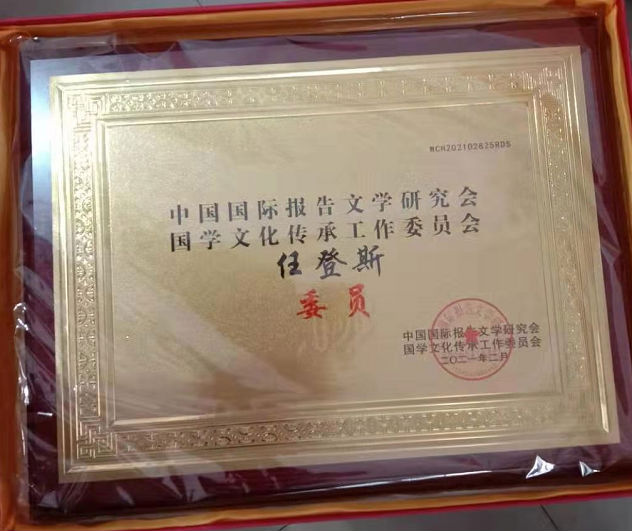 WCH202102625RDS
中国国际报告文学研究会
国学文化传承工作委员会
任登斯
委员
中国国际报告文学研究会
国学文化传承工作委员会
二〇二一年二月